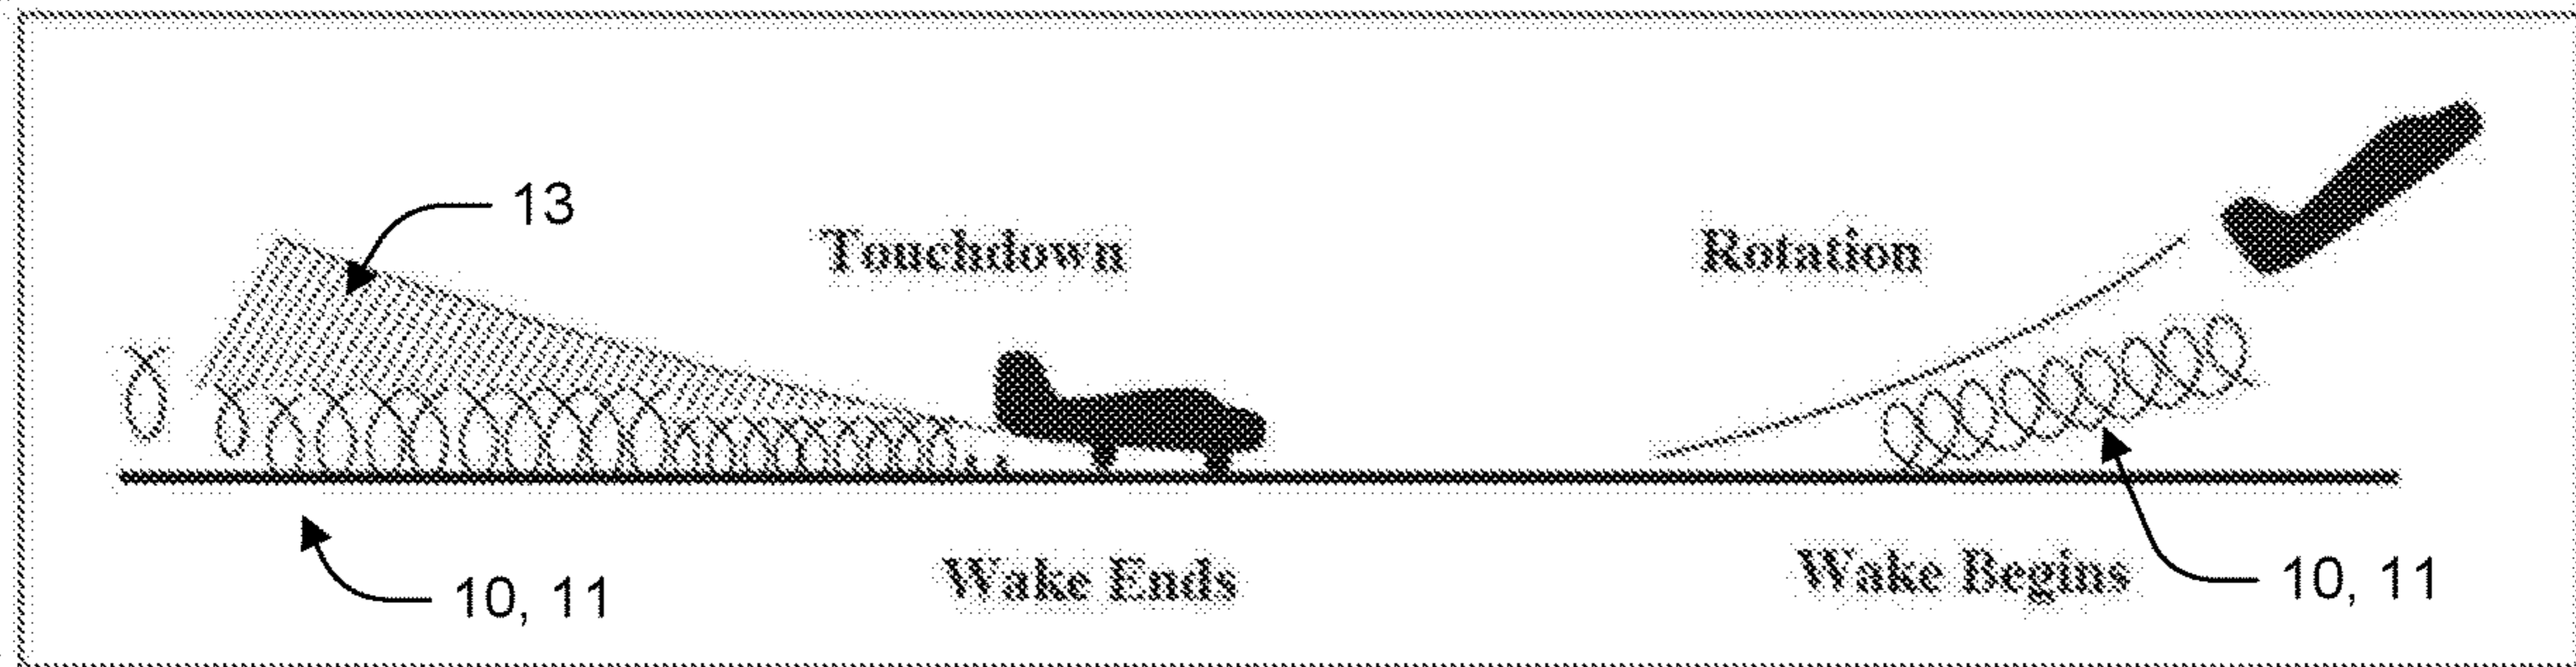 13
Touchdown
Rotation
10, 11
Wake Ends
Wake Begins
10, 11